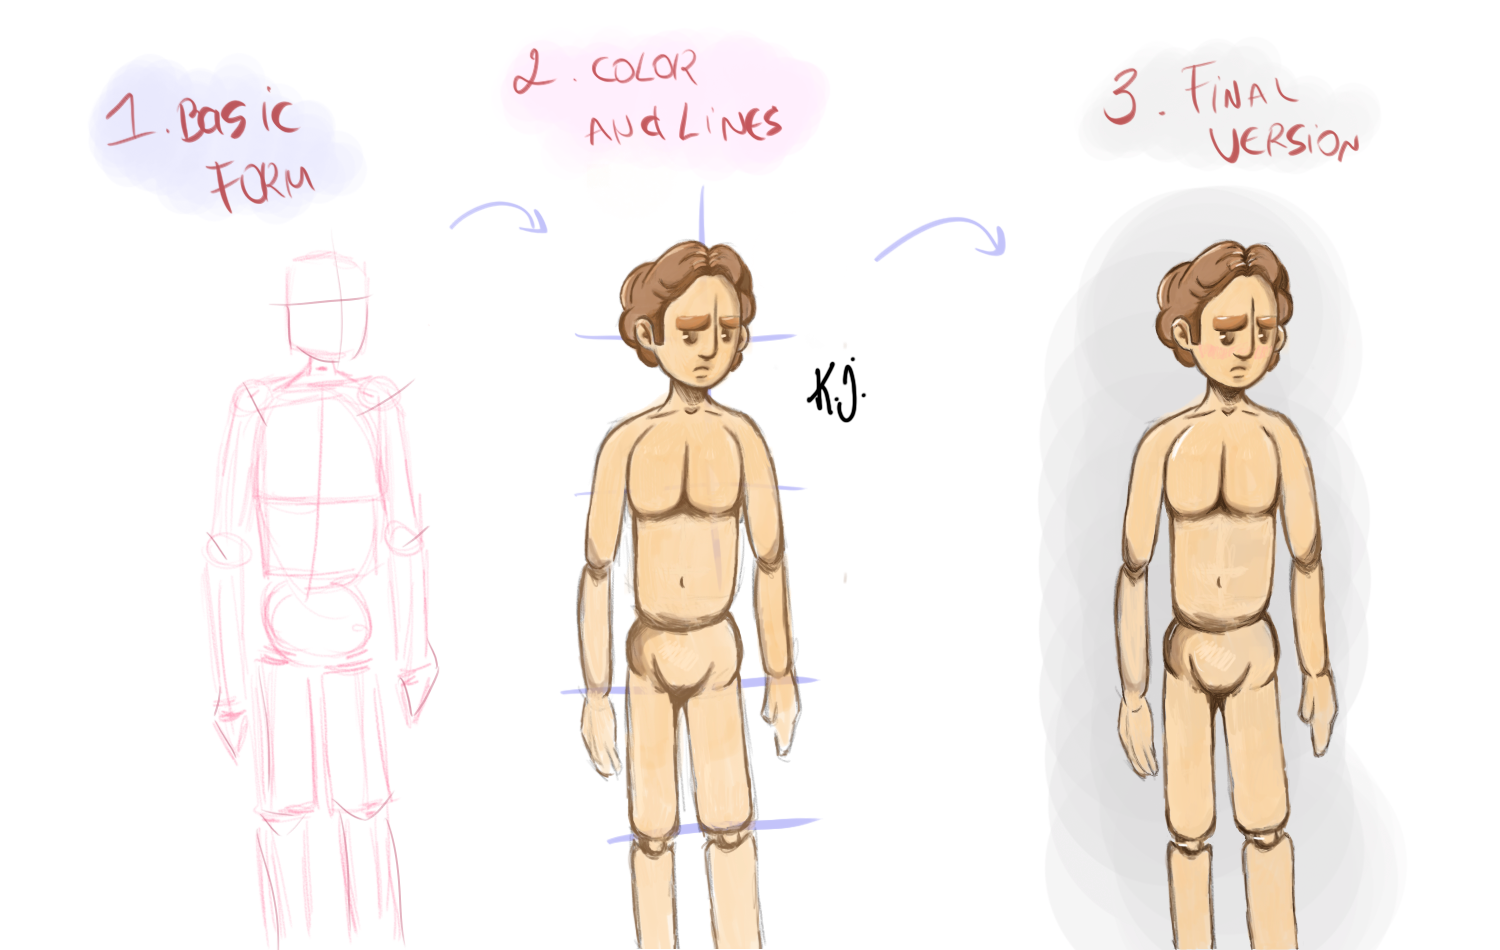 1. Basic
FORM
2. COLOR
ANd LiNES
3. FiNAL
VERSiON
K.J.